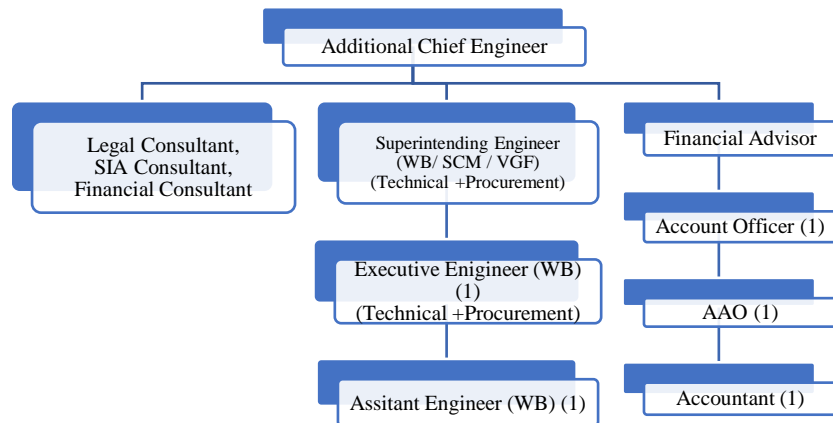 Additional Chief Engineer
Legal Consultant,
SIA Consultant,
Financial Consultant
Superintending Engineer
(WB/ SCM / VGF)
(Technical +Procurement)
Financial Advisor
Account Officer (1)
Executive Enigineer (WB)
(1)
(Technical +Procurement)
AAO (1)
Assitant Engineer (WB) (1)
Accountant (1)